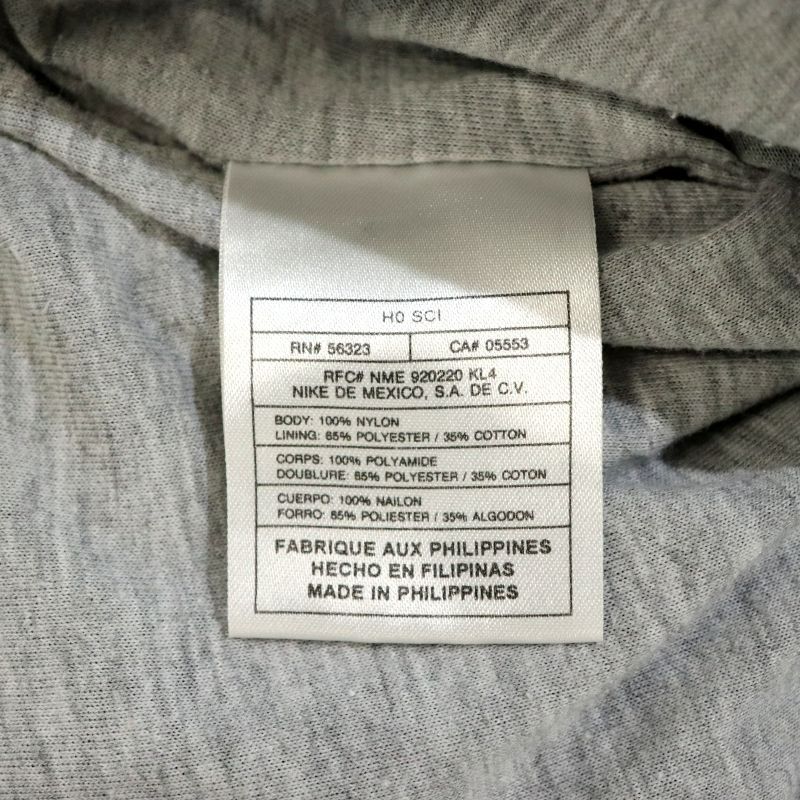 H0 SCI
RN# 56323
CA# 05553
RFC# NME 920220 KL4
NIKE DE MEXICO, S.A. DE C.V.
BODY: 100% NYLON
LINING: 65% POLYESTER / 35% COTTON
CORPS: 100% POLYAMIDE
DOUBLURE: 65% POLYESTER / 35% COTON
CUERPO: 100% NAILON
FORRO: 65% POLIESTER / 35% ALGODON
FABRIQUE AUX PHILIPPINES
HECHO EN FILIPINAS
MADE IN PHILIPPINES